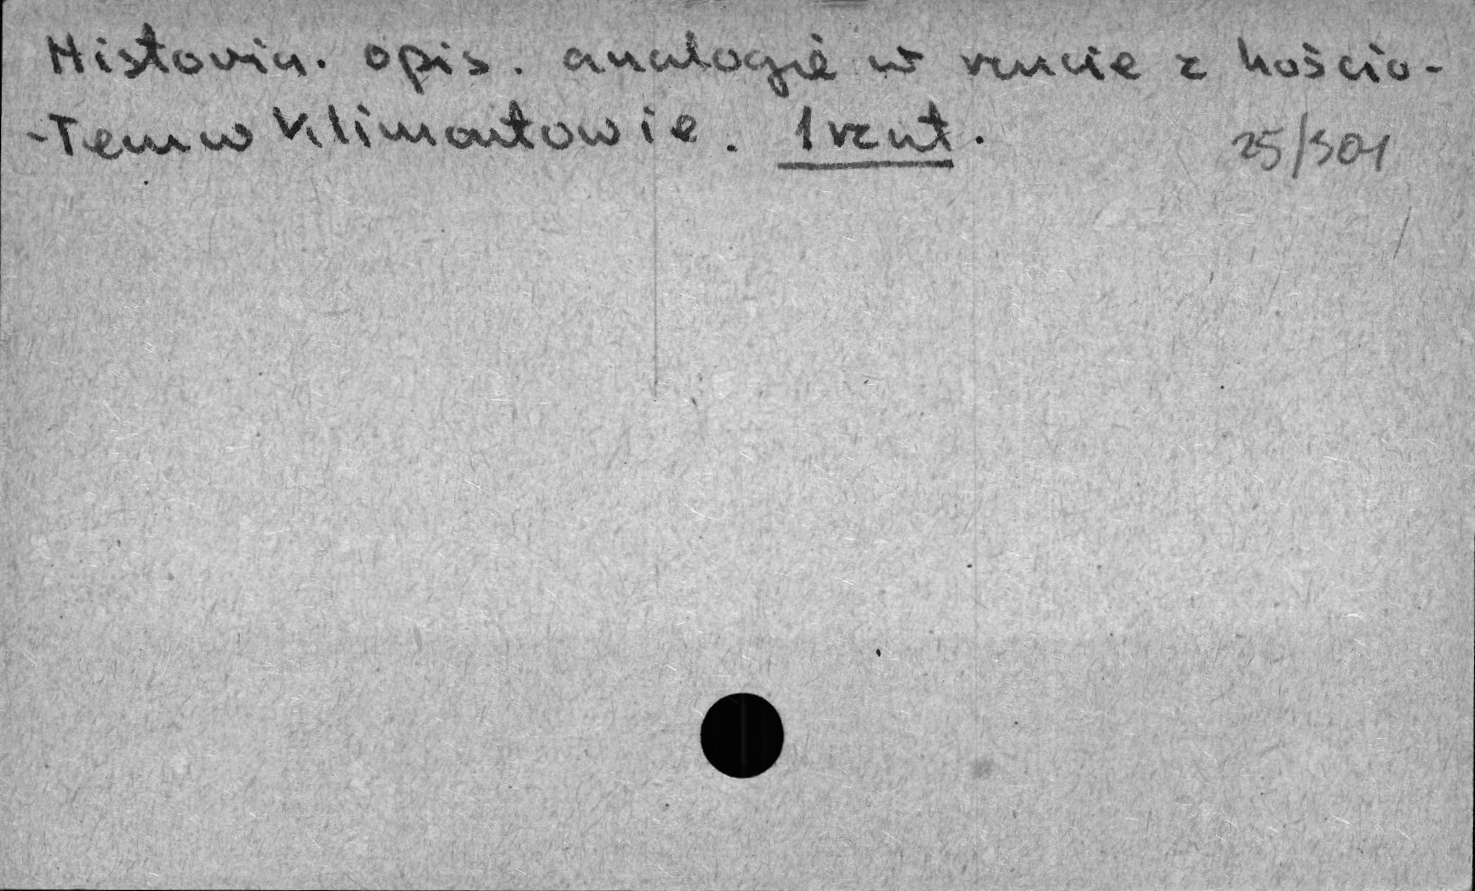 Historia. opis. analogie w rzucie z kościo-
-łem w Klimontowie. 1 rzut.
25/301